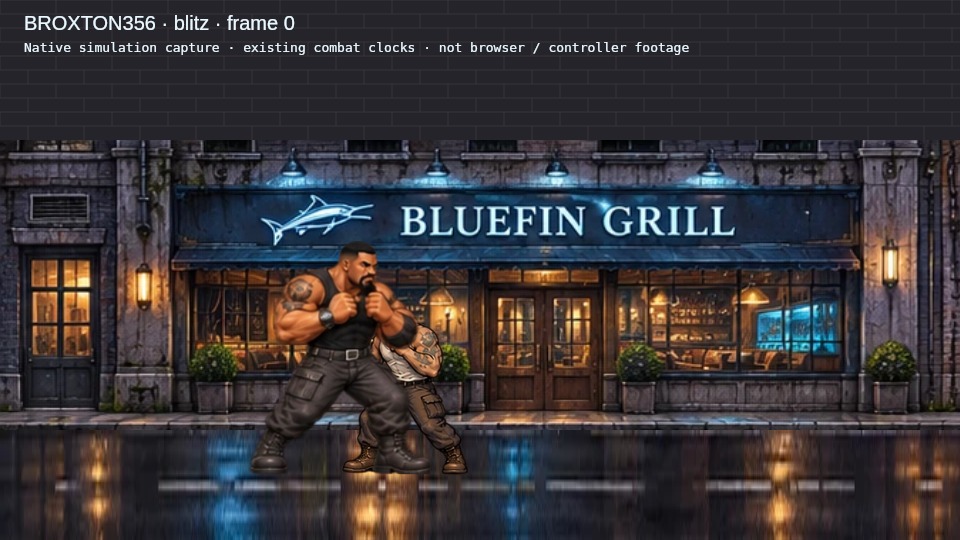 BROXTON356 · blitz · frame 0
Native simulation capture · existing combat clocks · not browser / controller footage
BLUEFIN GRILL